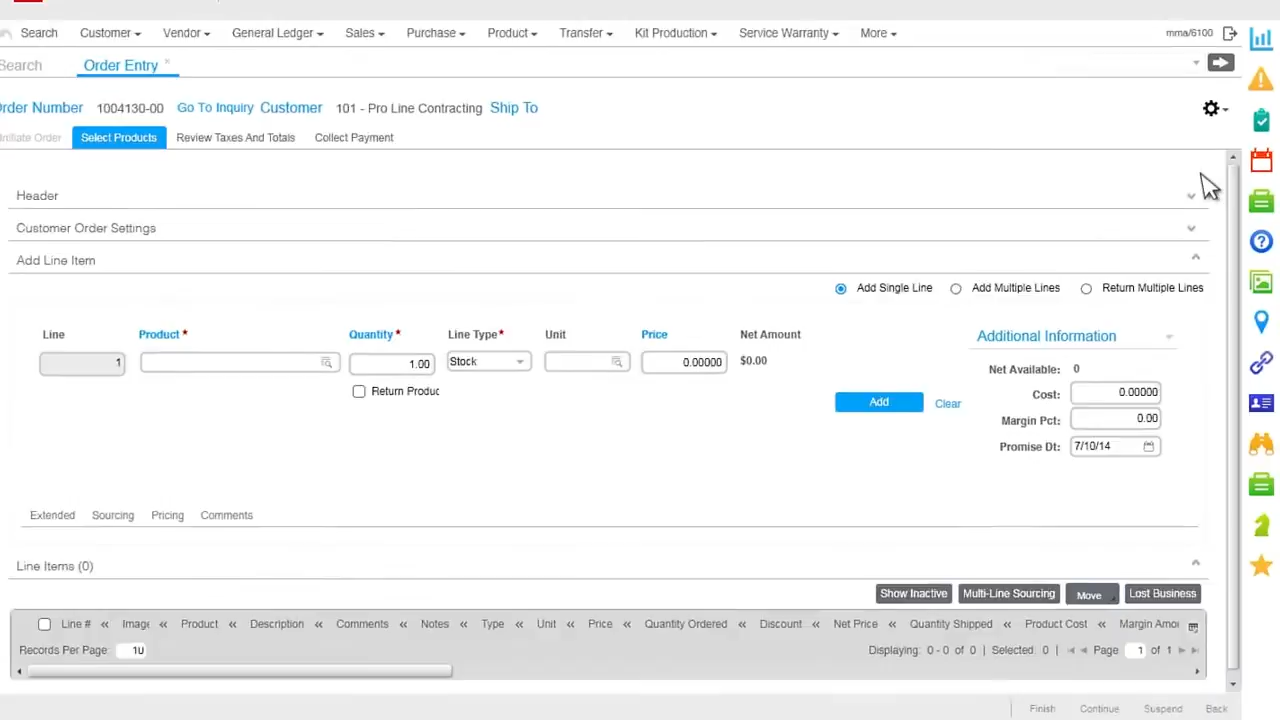 Search Customer Vendor General Ledger Sales Purchase Product Transfer Kit Production Service Warranty More mma/6100
Search Order Entry ×
Order Number 1004130-00 Go To Inquiry Customer 101 - Pro Line Contracting Ship To
Initiate Order Select Products Review Taxes And Totals Collect Payment
Header
Customer Order Settings
Add Line Item
Add Single Line Add Multiple Lines Return Multiple Lines
Line Product * Quantity * Line Type * Unit Price Net Amount Additional Information
1 1.00 Stock 0.00000 $0.00
Net Available: 0
Return Produc
Cost: 0.00000
Add Clear
Margin Pct: 0.00
Promise Dt: 7/10/14
Extended Sourcing Pricing Comments
Line Items (0)
Show Inactive Multi-Line Sourcing Move Lost Business
Line # « Image « Product « Description « Comments « Notes « Type « Unit « Price « Quantity Ordered « Discount « Net Price « Quantity Shipped « Product Cost « Margin Amou
Records Per Page: 10 Displaying: 0 - 0 of 0 | Selected: 0 | Page 1 of 1
Finish Continue Suspend Back